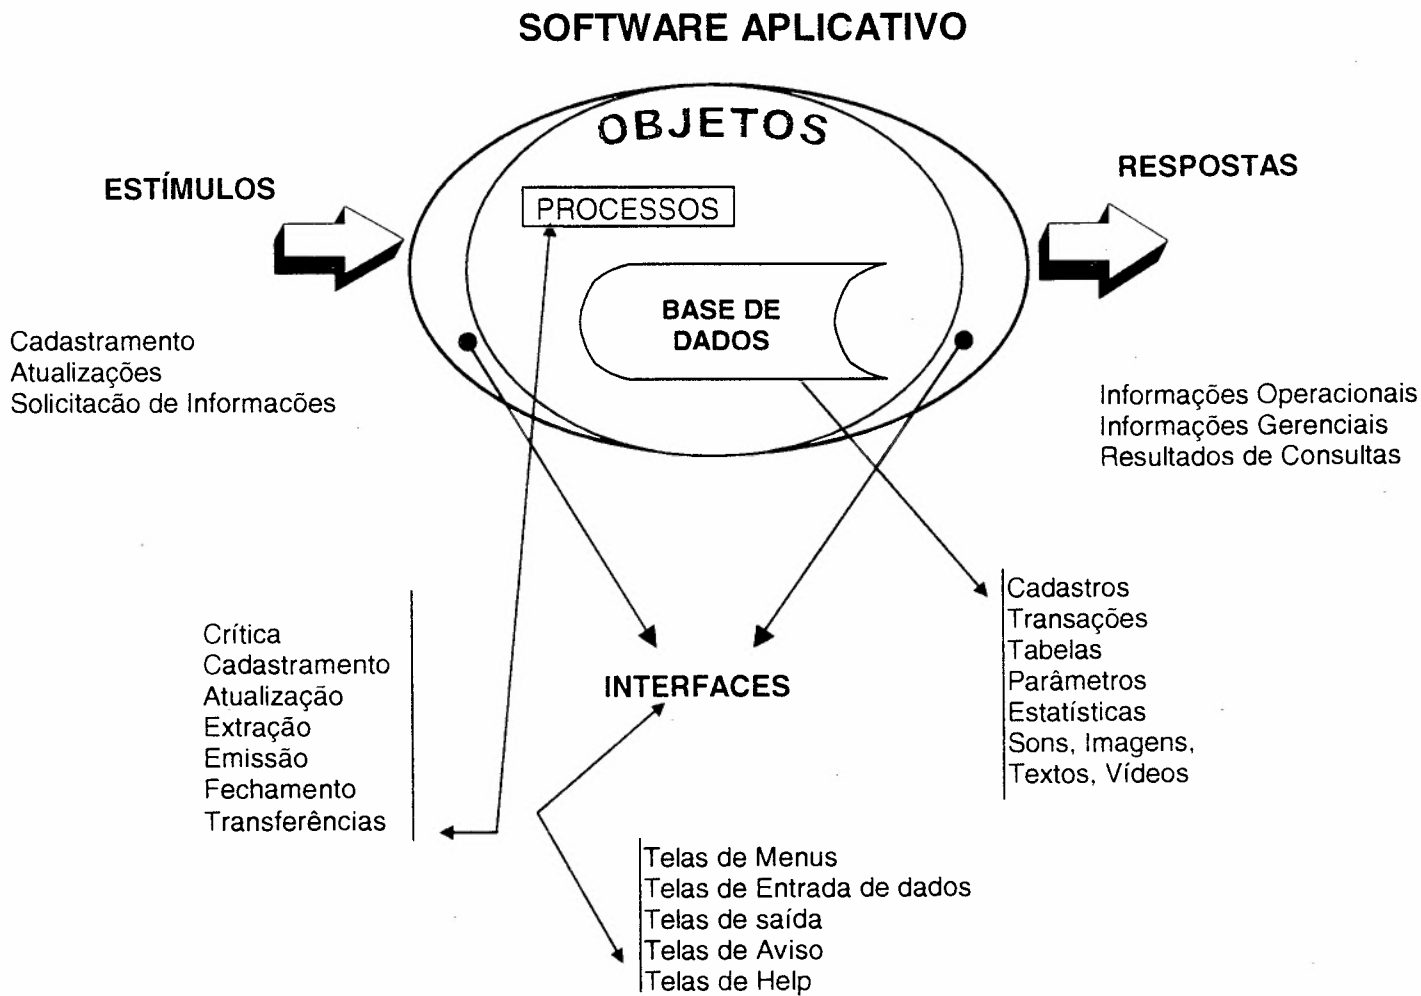 SOFTWARE APLICATIVO
OBJETOS
ESTÍMULOS
RESPOSTAS
PROCESSOS
BASE DE
DADOS
Cadastramento
Atualizações
Solicitacão de Informacões
Informações Operacionais
Informações Gerenciais
Resultados de Consultas
Crítica
Cadastramento
Atualização
Extração
Emissão
Fechamento
Transferências
INTERFACES
Cadastros
Transações
Tabelas
Parâmetros
Estatísticas
Sons, Imagens,
Textos, Vídeos
Telas de Menus
Telas de Entrada de dados
Telas de saída
Telas de Aviso
Telas de Help